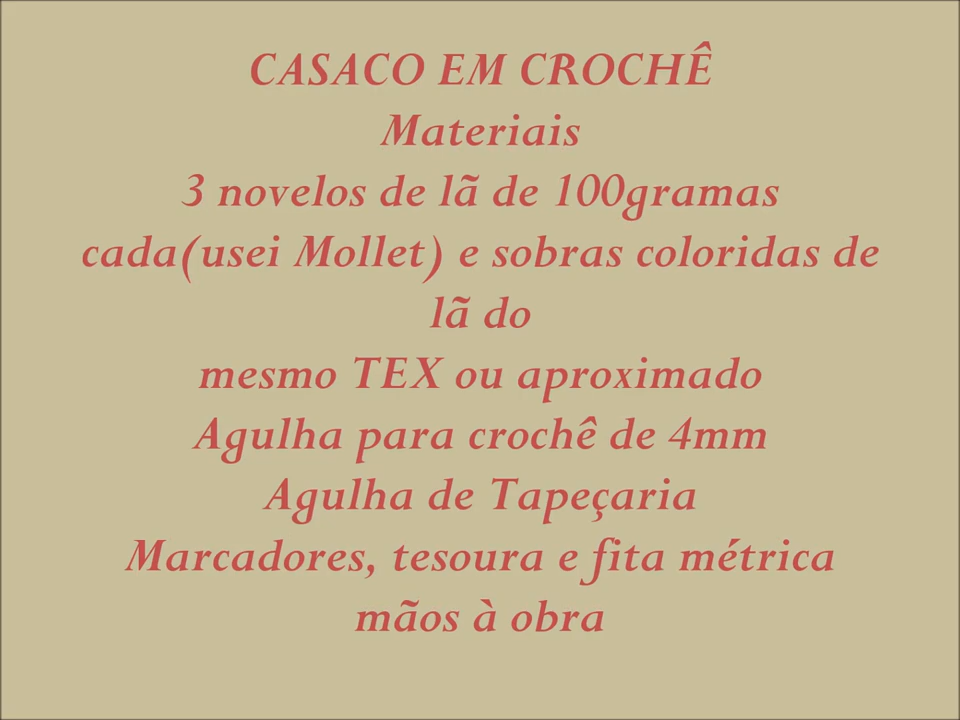 CASACO EM CROCHÊ
Materiais
3 novelos de lã de 100gramas
cada(usei Mollet) e sobras coloridas de
lã do
mesmo TEX ou aproximado
Agulha para crochê de 4mm
Agulha de Tapeçaria
Marcadores, tesoura e fita métrica
mãos à obra